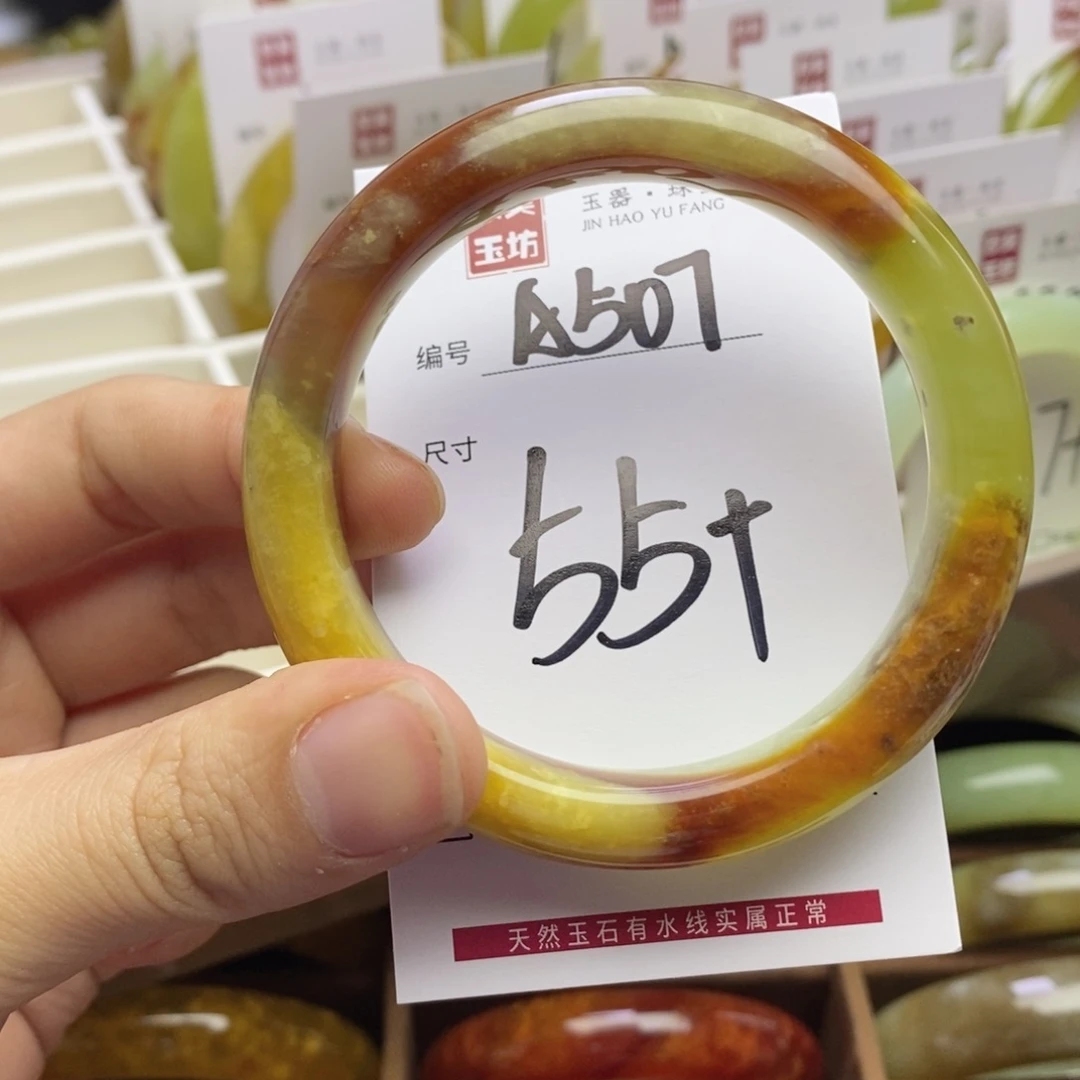 玉器·珠
玉坊
JIN HAO YU FANG
编号 A507
尺寸 55+
天然玉石有水线实属正常